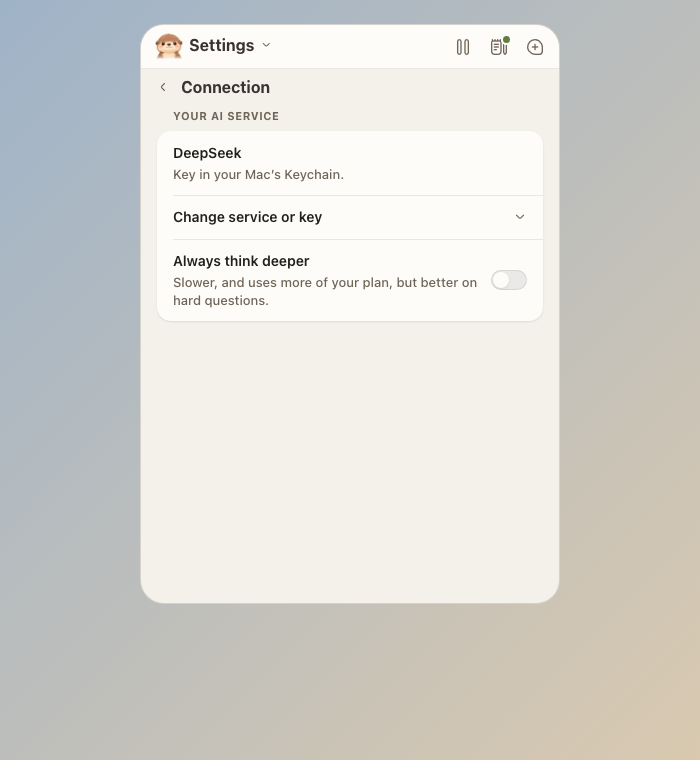 Settings
Connection
YOUR AI SERVICE
DeepSeek
Key in your Mac’s Keychain.
Change service or key
Always think deeper
Slower, and uses more of your plan, but better on
hard questions.